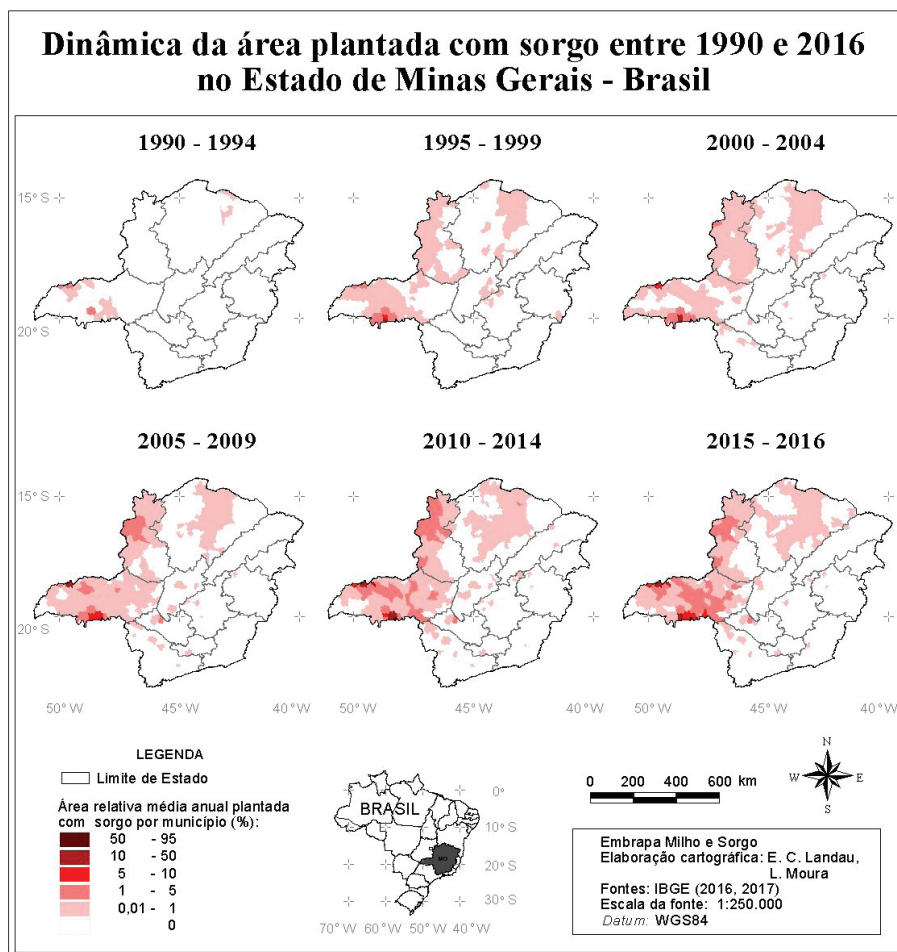 Dinâmica da área plantada com sorgo entre 1990 e 2016
no Estado de Minas Gerais - Brasil
1990 - 1994
1995 - 1999
2000 - 2004
15° S
20° S
2005 - 2009
2010 - 2014
2015 - 2016
15° S
20° S
50° W 45° W 40° W 50° W 45° W 40° W 50° W 45° W 40° W
LEGENDA
Limite de Estado
Área relativa média anual plantada
com sorgo por município (%):
50 - 95
10 - 50
5 - 10
1 - 5
0,01 - 1
0
BRASIL
MG
0°
10° S
20° S
30° S
70° W 60° W 50° W 40° W
0 200 400 600 km
N
W E
S
Embrapa Milho e Sorgo
Elaboração cartográfica: E. C. Landau,
L. Moura
Fontes: IBGE (2016, 2017)
Escala da fonte: 1:250.000
Datum: WGS84